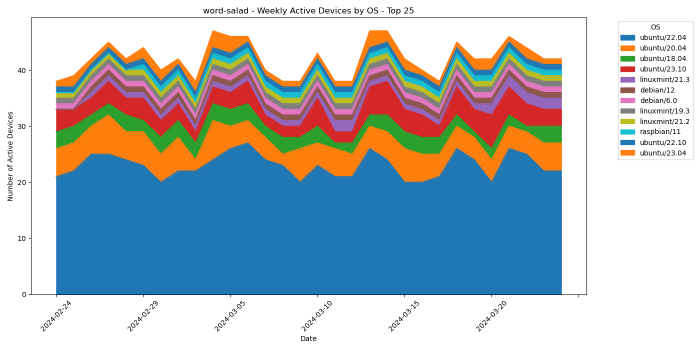 word-salad - Weekly Active Devices by OS - Top 25
Number of Active Devices
40
30
20
10
0
2024-02-24
2024-02-29
2024-03-05
2024-03-10
2024-03-15
2024-03-20
Date
OS
ubuntu/22.04
ubuntu/20.04
ubuntu/18.04
ubuntu/23.10
linuxmint/21.3
debian/12
debian/6.0
linuxmint/19.3
linuxmint/21.2
raspbian/11
ubuntu/22.10
ubuntu/23.04